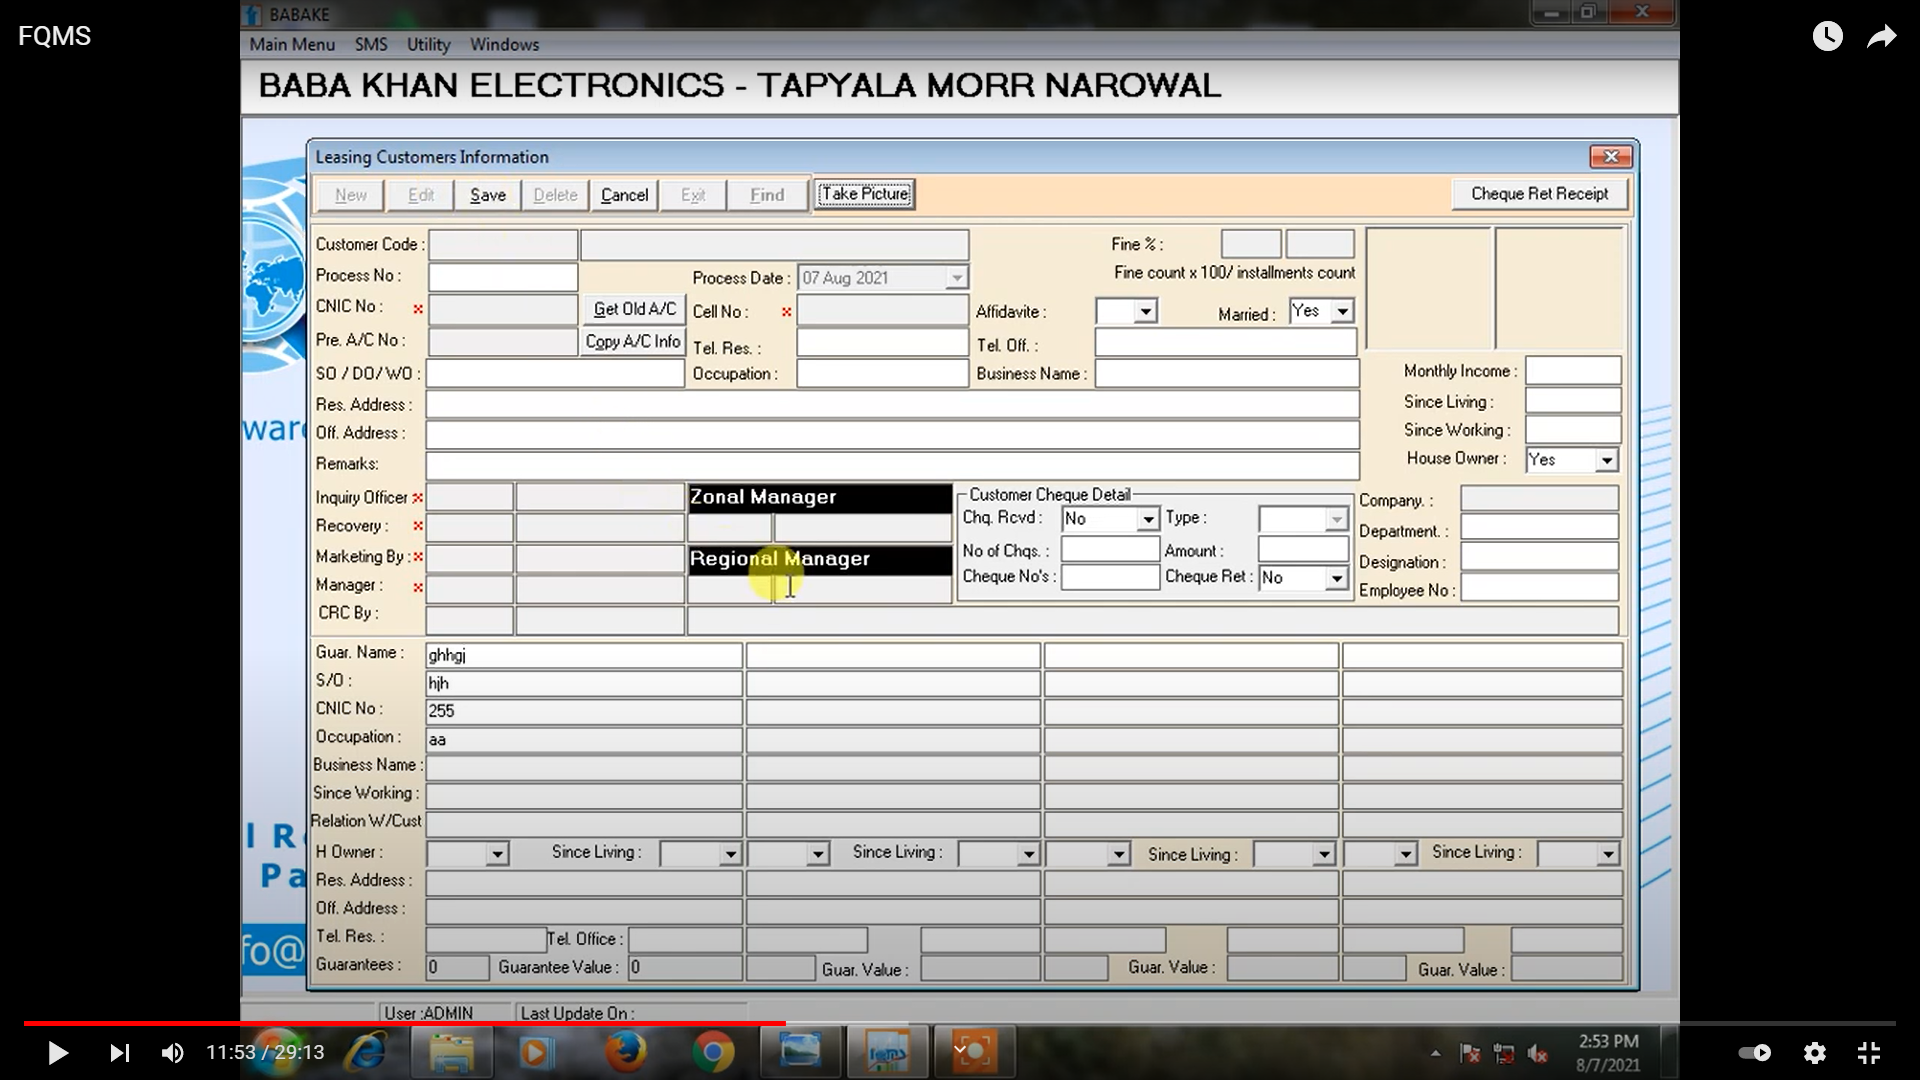 FQMS
BABAKE
Main Menu SMS Utility Windows
BABA KHAN ELECTRONICS - TAPYALA MORR NAROWAL
Leasing Customers Information
New Edit Save Delete Cancel Exit Find Take Picture Cheque Ret Receipt
Customer Code : Fine % :
Process No : Process Date : 07 Aug 2021 Fine count x 100/ installments count
CNIC No : x Get Old A/C Cell No : x Affidavite : Married : Yes
Pre. A/C No : Copy A/C Info Tel. Res. : Tel. Off. :
SO / DO/ WO : Occupation : Business Name : Monthly Income :
Res. Address : Since Living :
Off. Address : Since Working :
Remarks: House Owner : Yes
Inquiry Officer x Zonal Manager Customer Cheque Detail Company. :
Recovery : x Chq. Rcvd : No Type : Department. :
Marketing By : x Regional Manager No of Chqs. : Amount : Designation :
Manager : x Cheque No's : Cheque Ret : No Employee No :
CRC By :
Guar. Name : ghhgj
S/O : hjh
CNIC No : 255
Occupation : aa
Business Name :
Since Working :
Relation W/Cust
H Owner : Since Living : Since Living : Since Living : Since Living :
Res. Address :
Off. Address :
Tel. Res. : Tel. Office :
Guarantees : 0 Guarantee Value : 0 Guar. Value : Guar. Value : Guar. Value :
User :ADMIN Last Update On :
11:53 / 29:13
fqms
2:53 PM
8/7/2021